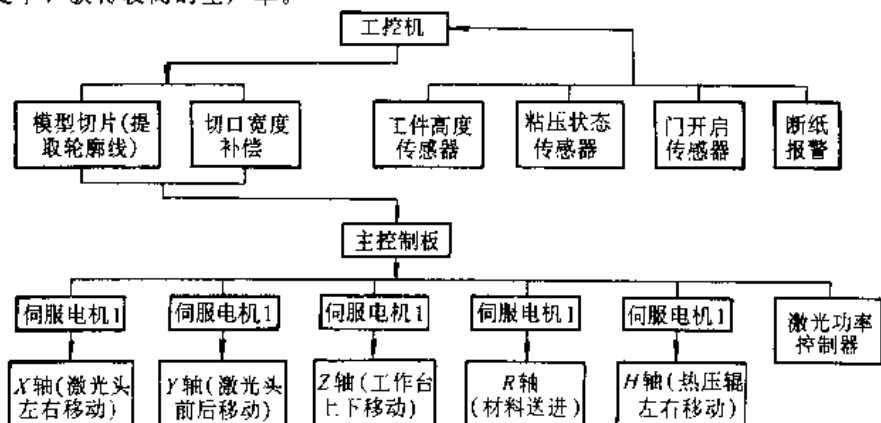 工控机
模型切片(提
取轮廓线)
切口宽度
补偿
工件高度
传感器
粘压状态
传感器
门开启
传感器
断纸
报警
主控制板
伺服电机1
伺服电机1
伺服电机1
伺服电机1
伺服电机1
激光功率
控制器
X轴(激光头
左右移动)
Y轴(激光头
前后移动)
Z轴(工作台
上下移动)
R轴
(材料送进)
H轴(热压辊
左右移动)